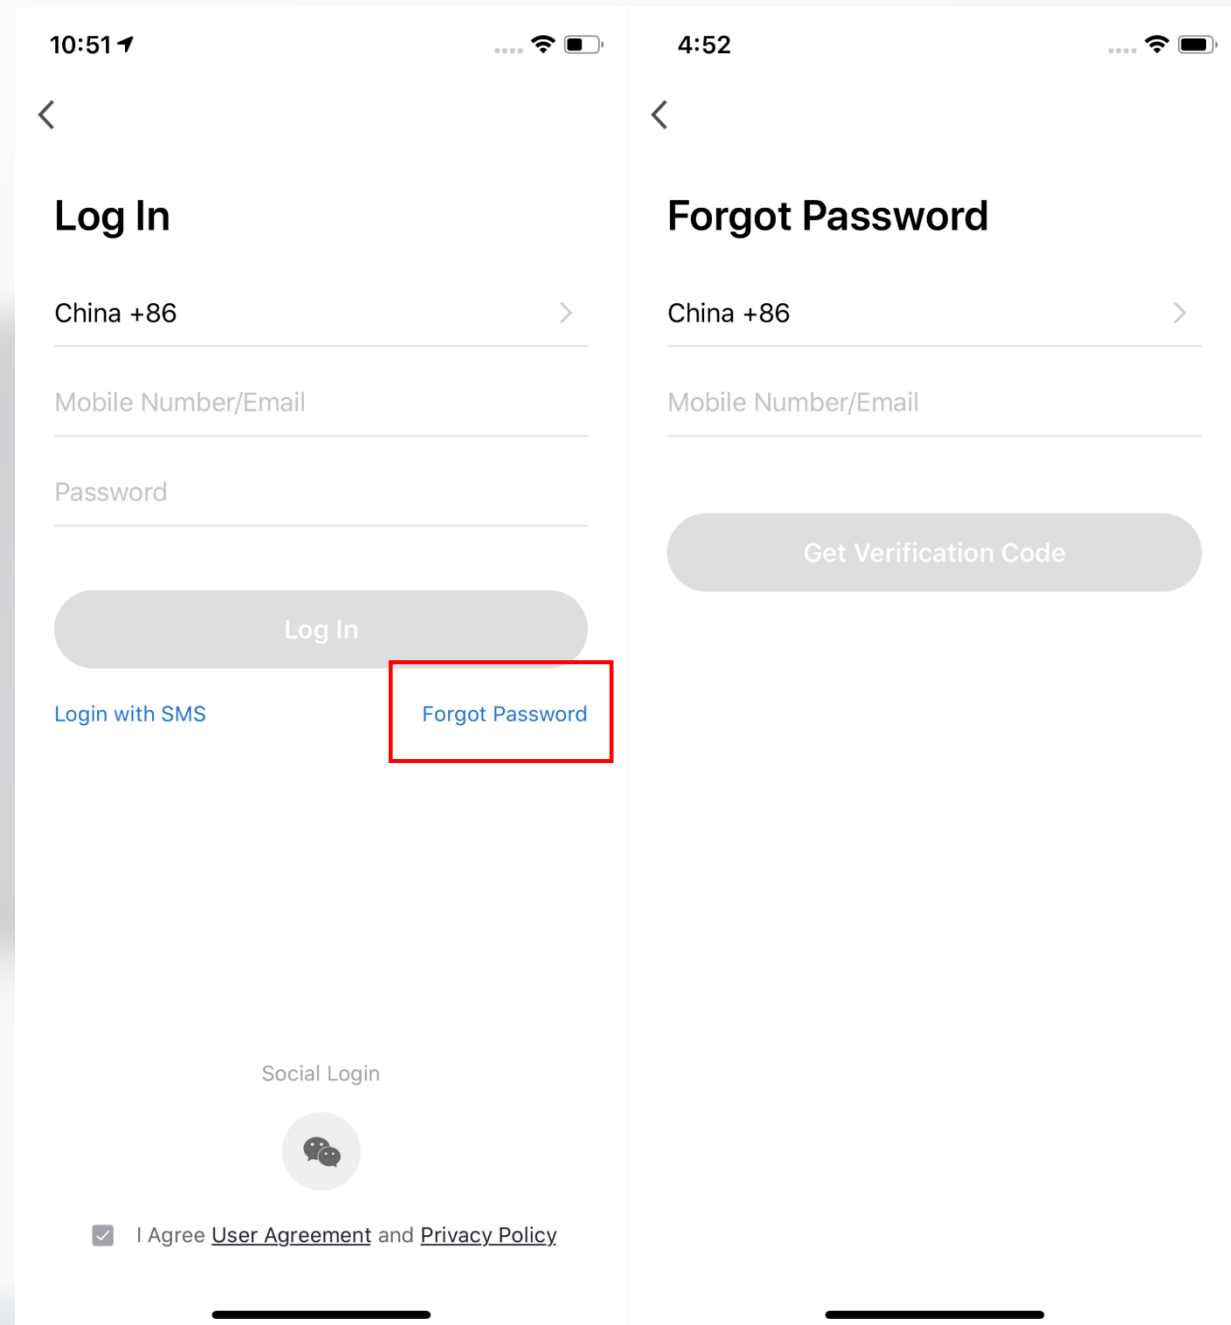 10:51
Log In
China +86
Mobile Number/Email
Password
Log In
Login with SMS
Forgot Password
Social Login
I Agree User Agreement and Privacy Policy
4:52
Forgot Password
China +86
Mobile Number/Email
Get Verification Code